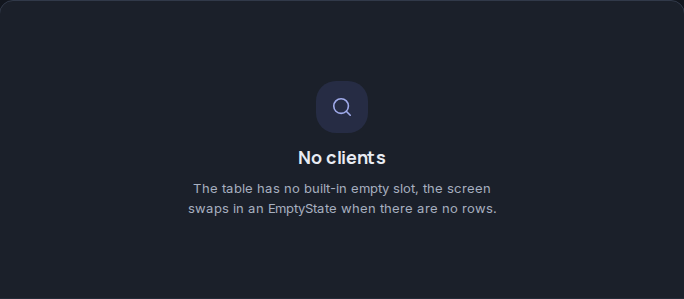 No clients
The table has no built-in empty slot, the screen
swaps in an EmptyState when there are no rows.